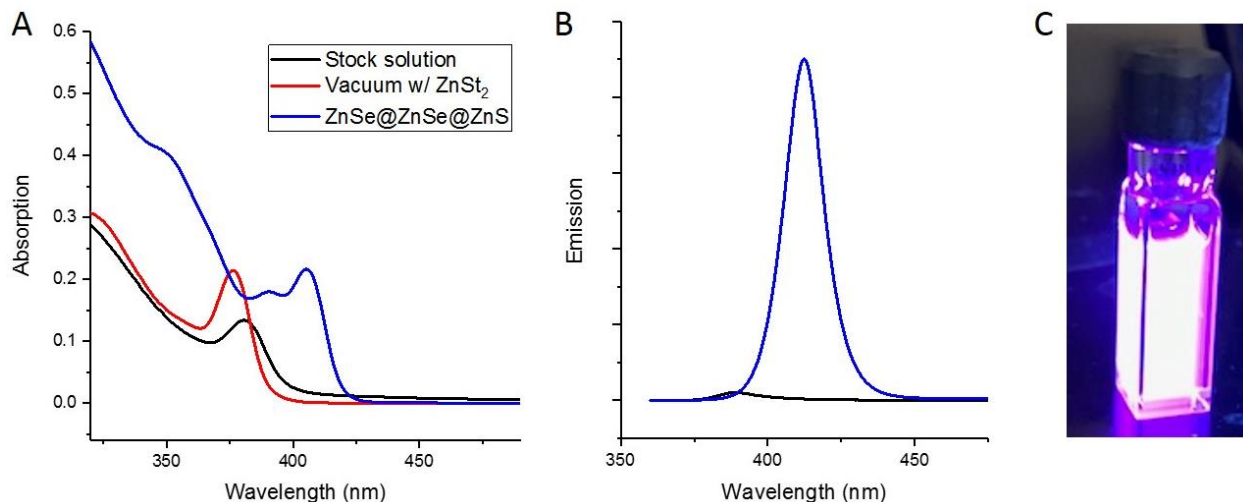 A
B
C
Stock solution
Vacuum w/ ZnSt₂
ZnSe@ZnSe@ZnS
0.6
0.5
0.4
0.3
0.2
0.1
0.0
Absorption
350
400
450
Wavelength (nm)
Emission
350
400
450
Wavelength (nm)